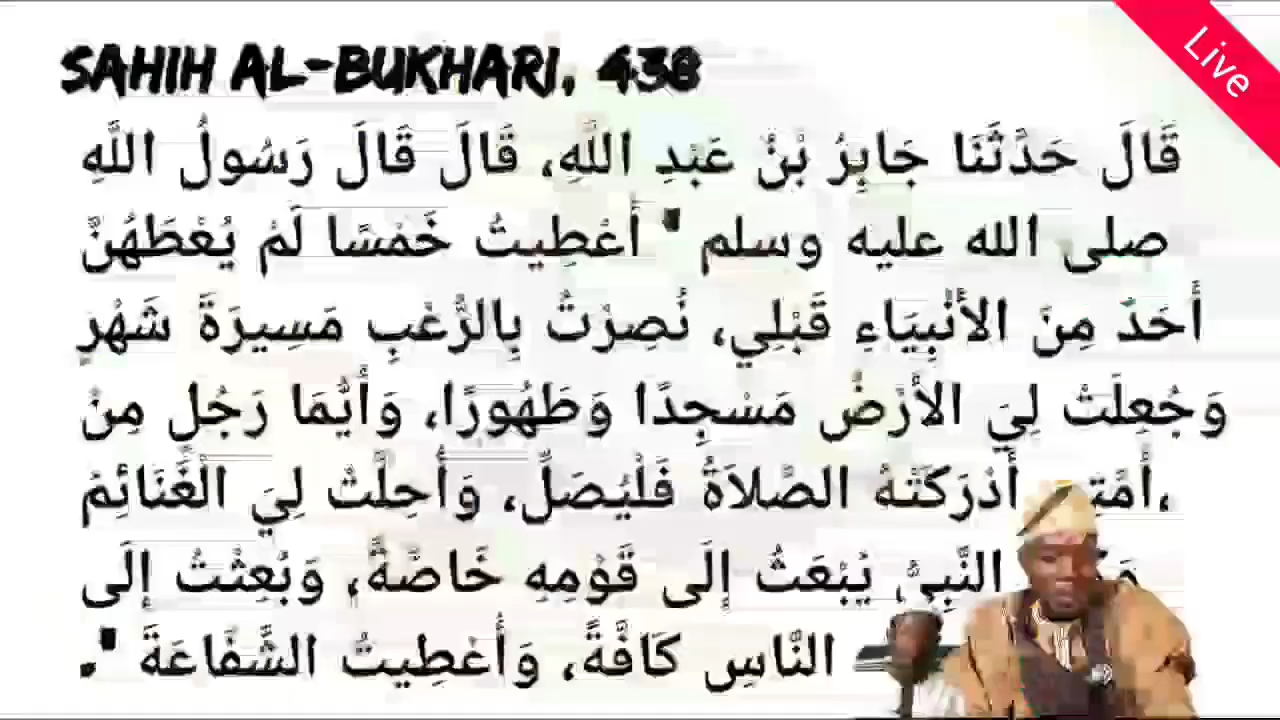 SAHIH AL-BUKHARI, 438
Live
قَالَ حَدَّثَنَا جَابِرُ بْنُ عَبْدِ اللَّهِ، قَالَ قَالَ رَسُولُ اللَّهِ
صلى الله عليه وسلم " أُعْطِيتُ خَمْسًا لَمْ يُعْطَهُنَّ
أَحَدٌ مِنَ الأَنْبِيَاءِ قَبْلِي، نُصِرْتُ بِالرُّعْبِ مَسِيرَةَ شَهْرٍ
وَجُعِلَتْ لِيَ الأَرْضُ مَسْجِدًا وَطَهُورًا، وَأَيُّمَا رَجُلٍ مِنْ
،أَدْرَكَتْهُ الصَّلاَةُ فَلْيُصَلِّ، وَأُحِلَّتْ لِيَ الْغَنَائِمُ
النَّبِيُّ يُبْعَثُ إِلَى قَوْمِهِ خَاصَّةً، وَبُعِثْتُ إِلَى
النَّاسِ كَافَّةً، وَأُعْطِيتُ الشَّفَاعَةَ ".